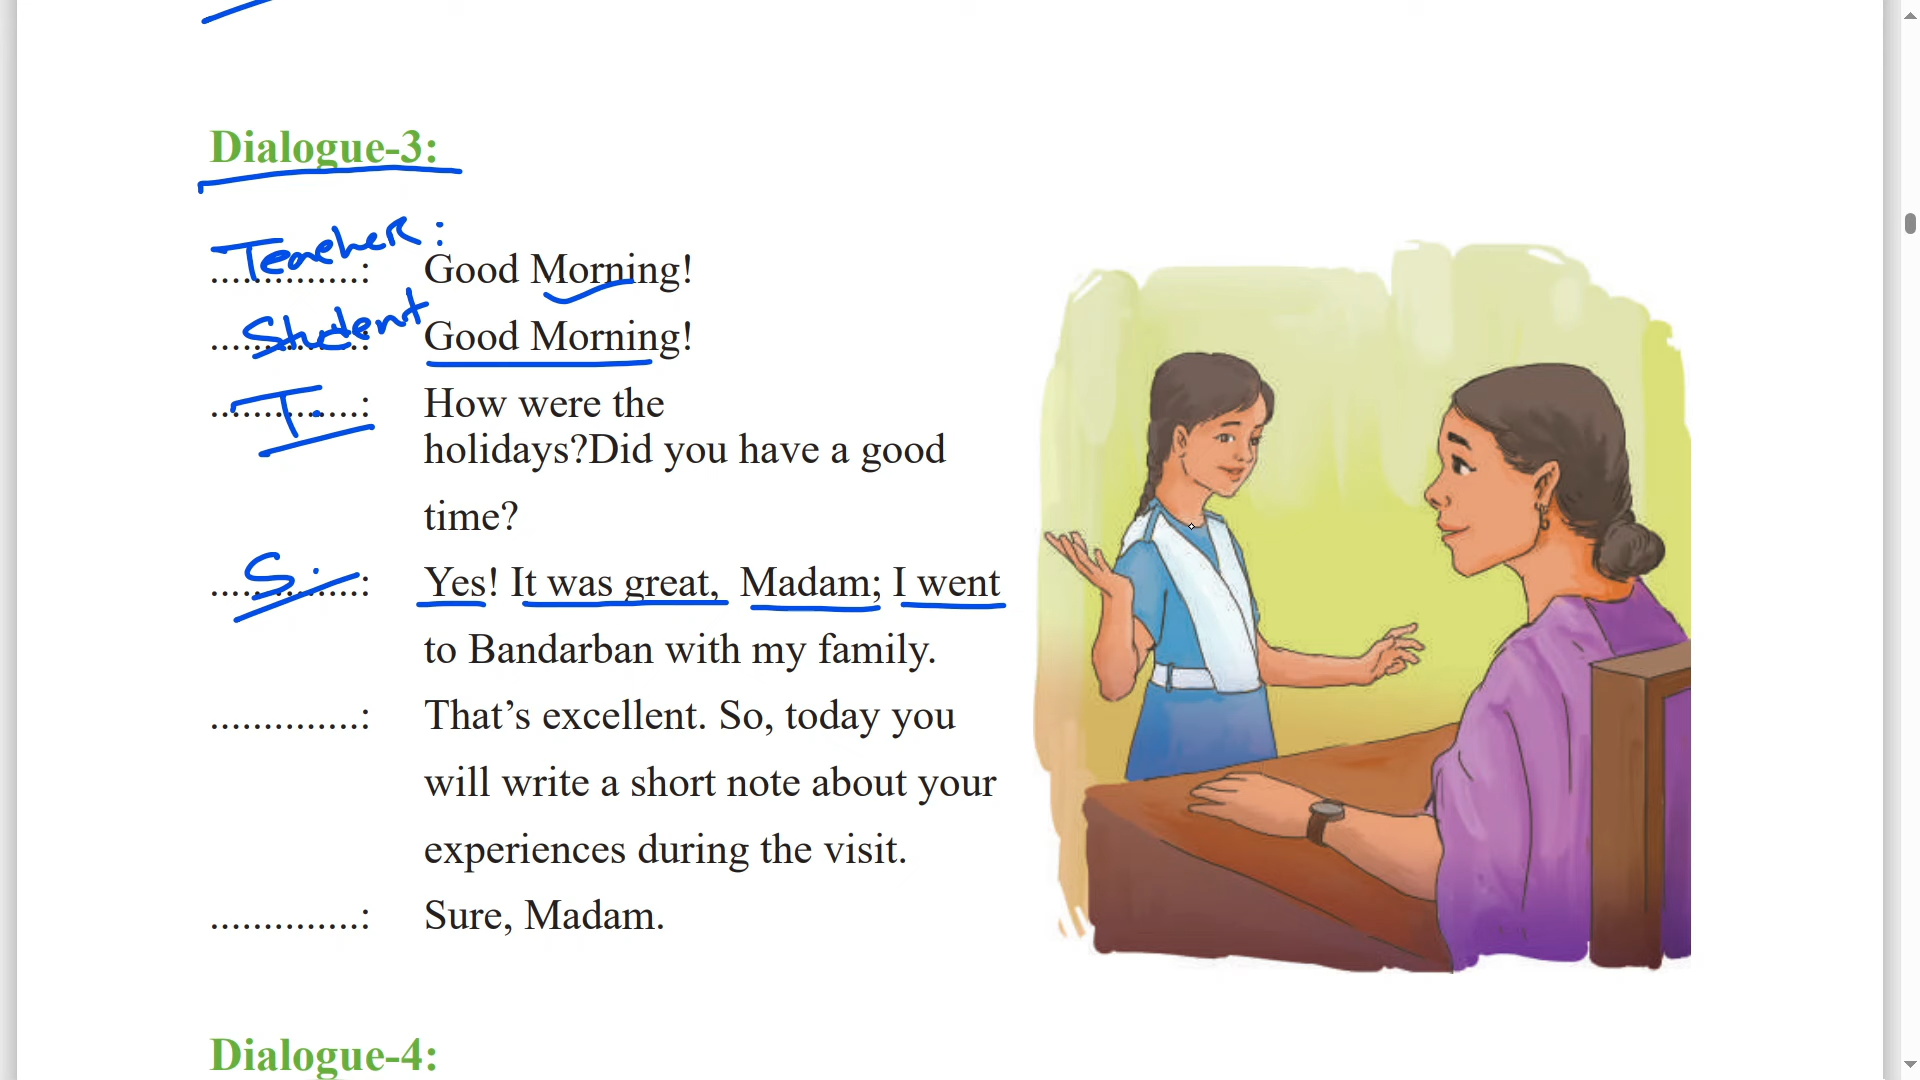 Dialogue-3:
Teacher:
..............: Good Morning!
Student
..............: Good Morning!
T.
..............: How were the
holidays?Did you have a good
time?
S.
..............: Yes! It was great, Madam; I went
to Bandarban with my family.
..............: That’s excellent. So, today you
will write a short note about your
experiences during the visit.
..............: Sure, Madam.
Dialogue-4: